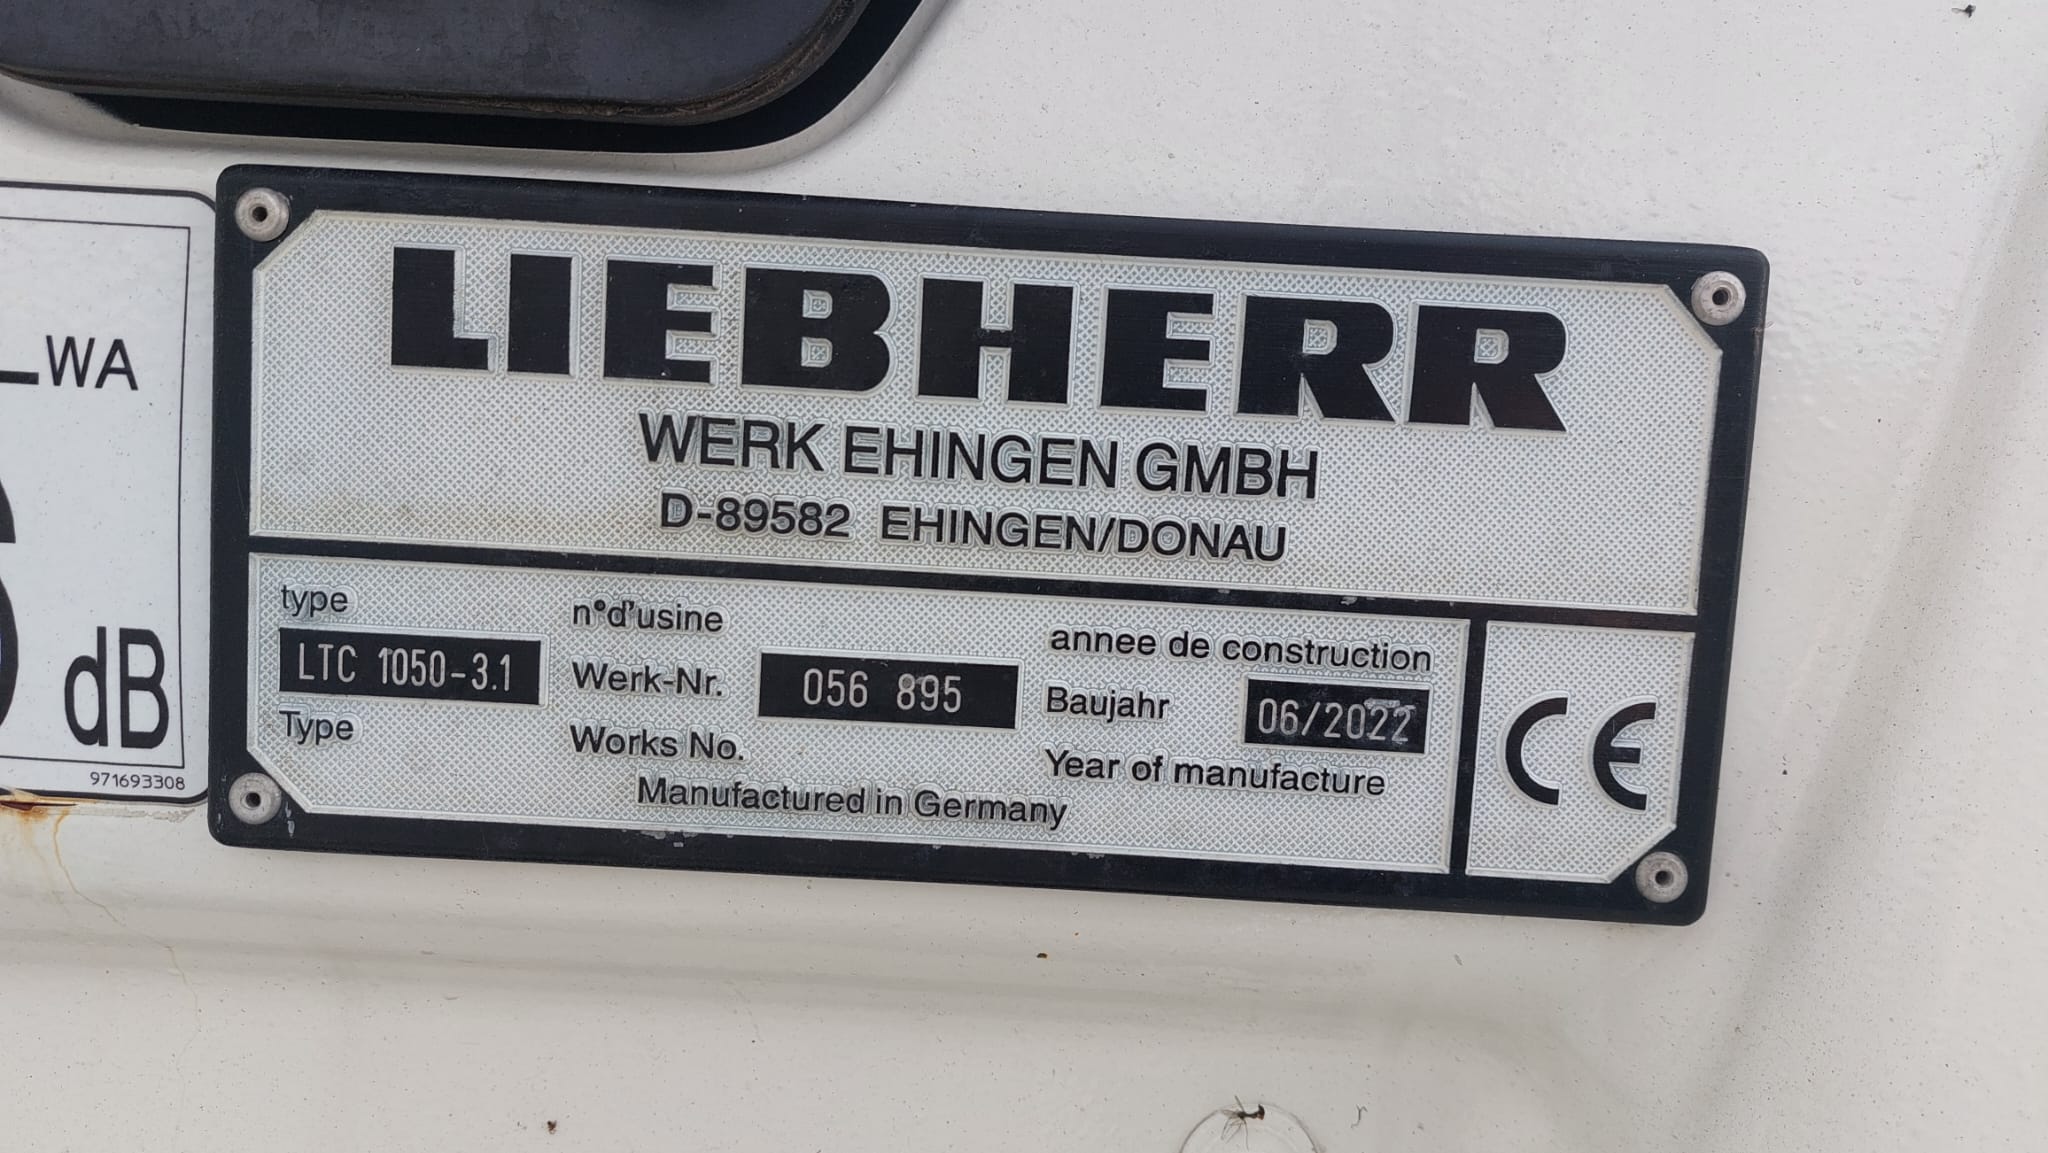 LIEBHERR
WERK EHINGEN GMBH
D-89582 EHINGEN/DONAU
type
LTC 1050-3.1
Type
n°d'usine
Werk-Nr. 056 895
Works No.
annee de construction
Baujahr 06/2022
Year of manufacture
Manufactured in Germany
CE
WA
dB
971693308